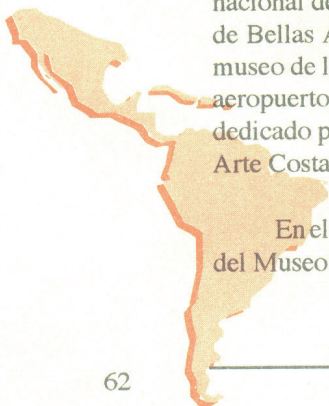 nacional de
de Bellas A
museo de l
aeropuerto
dedicado p
Arte Costa
En el
del Museo
62